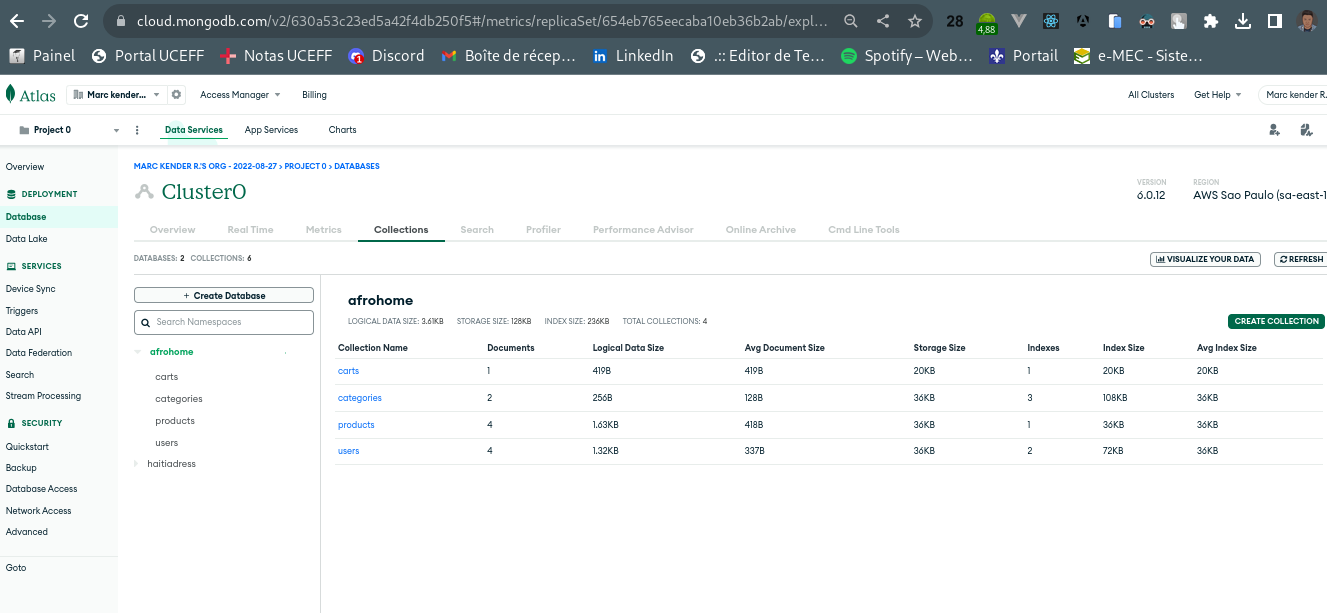 cloud.mongodb.com/v2/630a53c23ed5a42f4db250f5#/metrics/replicaSet/654eb765eecaba10eb36b2ab/expl...
28
4,88
Painel Portal UCEFF Notas UCEFF Discord Boîte de récep... LinkedIn .:: Editor de Te... Spotify – Web... Portail e-MEC - Siste...
Atlas Marc kender... Access Manager Billing All Clusters Get Help Marc kender R.
Project 0 Data Services App Services Charts
Overview
DEPLOYMENT
Database
Data Lake
SERVICES
Device Sync
Triggers
Data API
Data Federation
Search
Stream Processing
SECURITY
Quickstart
Backup
Database Access
Network Access
Advanced
Goto
MARC KENDER R.'S ORG - 2022-08-27 > PROJECT 0 > DATABASES
Cluster0
VERSION REGION
6.0.12 AWS Sao Paulo (sa-east-1
Overview Real Time Metrics Collections Search Profiler Performance Advisor Online Archive Cmd Line Tools
DATABASES: 2 COLLECTIONS: 6
VISUALIZE YOUR DATA REFRESH
+ Create Database
Search Namespaces
afrohome
carts
categories
products
users
haitiadress
afrohome
LOGICAL DATA SIZE: 3.61KB STORAGE SIZE: 128KB INDEX SIZE: 236KB TOTAL COLLECTIONS: 4
CREATE COLLECTION
Collection Name Documents Logical Data Size Avg Document Size Storage Size Indexes Index Size Avg Index Size
carts 1 419B 419B 20KB 1 20KB 20KB
categories 2 256B 128B 36KB 3 108KB 36KB
products 4 1.63KB 418B 36KB 1 36KB 36KB
users 4 1.32KB 337B 36KB 2 72KB 36KB